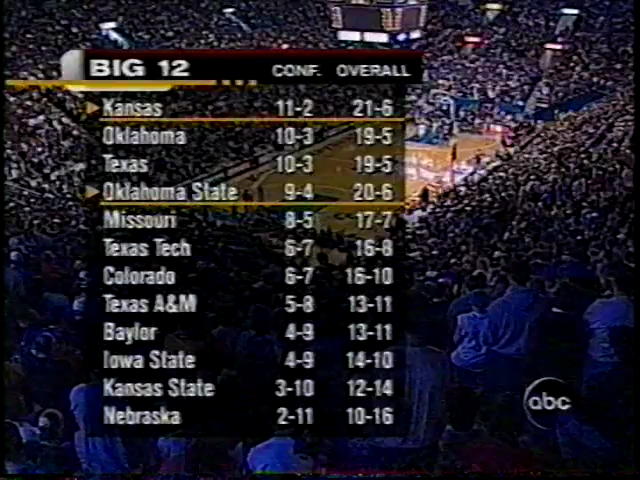 BIG 12 CONF. OVERALL
Kansas 11-2 21-6
Oklahoma 10-3 19-5
Texas 10-3 19-5
Oklahoma State 9-4 20-6
Missouri 8-5 17-7
Texas Tech 6-7 16-8
Colorado 6-7 16-10
Texas A&M 5-8 13-11
Baylor 4-9 13-11
Iowa State 4-9 14-10
Kansas State 3-10 12-14
Nebraska 2-11 10-16
abc